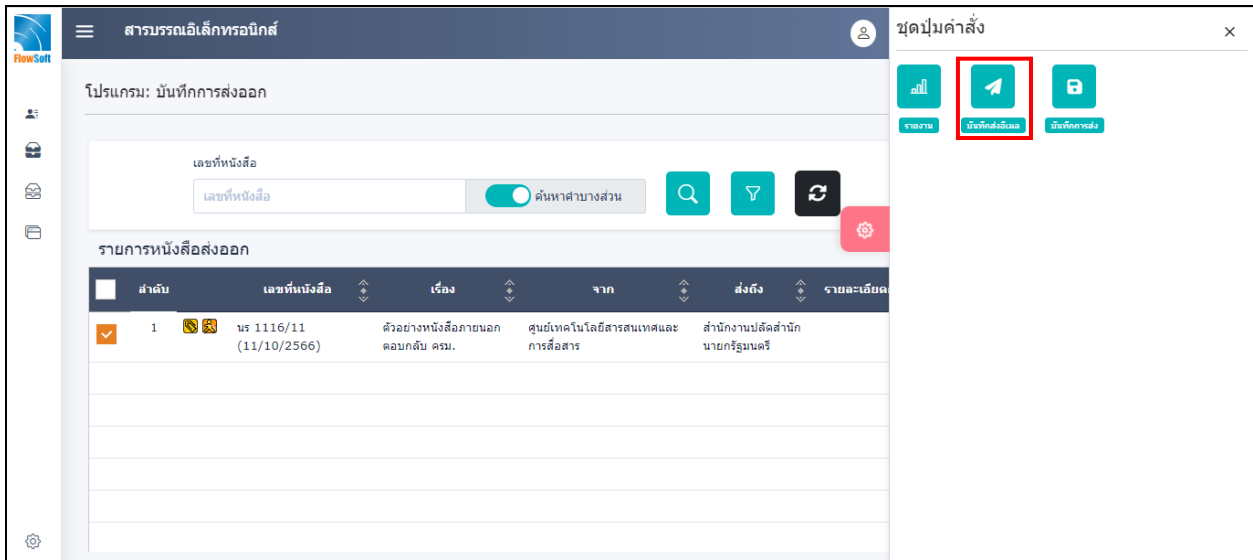 FlowSoft
สารบรรณอิเล็กทรอนิกส์
ชุดปุ่มคำสั่ง
รายงาน
บันทึกส่งอีเมล
บันทึกการส่ง
โปรแกรม: บันทึกการส่งออก
เลขที่หนังสือ
เลขที่หนังสือ
ค้นหาคำบางส่วน
รายการหนังสือส่งออก
ลำดับ เลขที่หนังสือ เรื่อง จาก ส่งถึง
1 นร 1116/11 ตัวอย่างหนังสือภายนอก ศูนย์เทคโนโลยีสารสนเทศและ สำนักงานปลัดสำนัก
(11/10/2566) ตอบกลับ ครม. การสื่อสาร นายกรัฐมนตรี